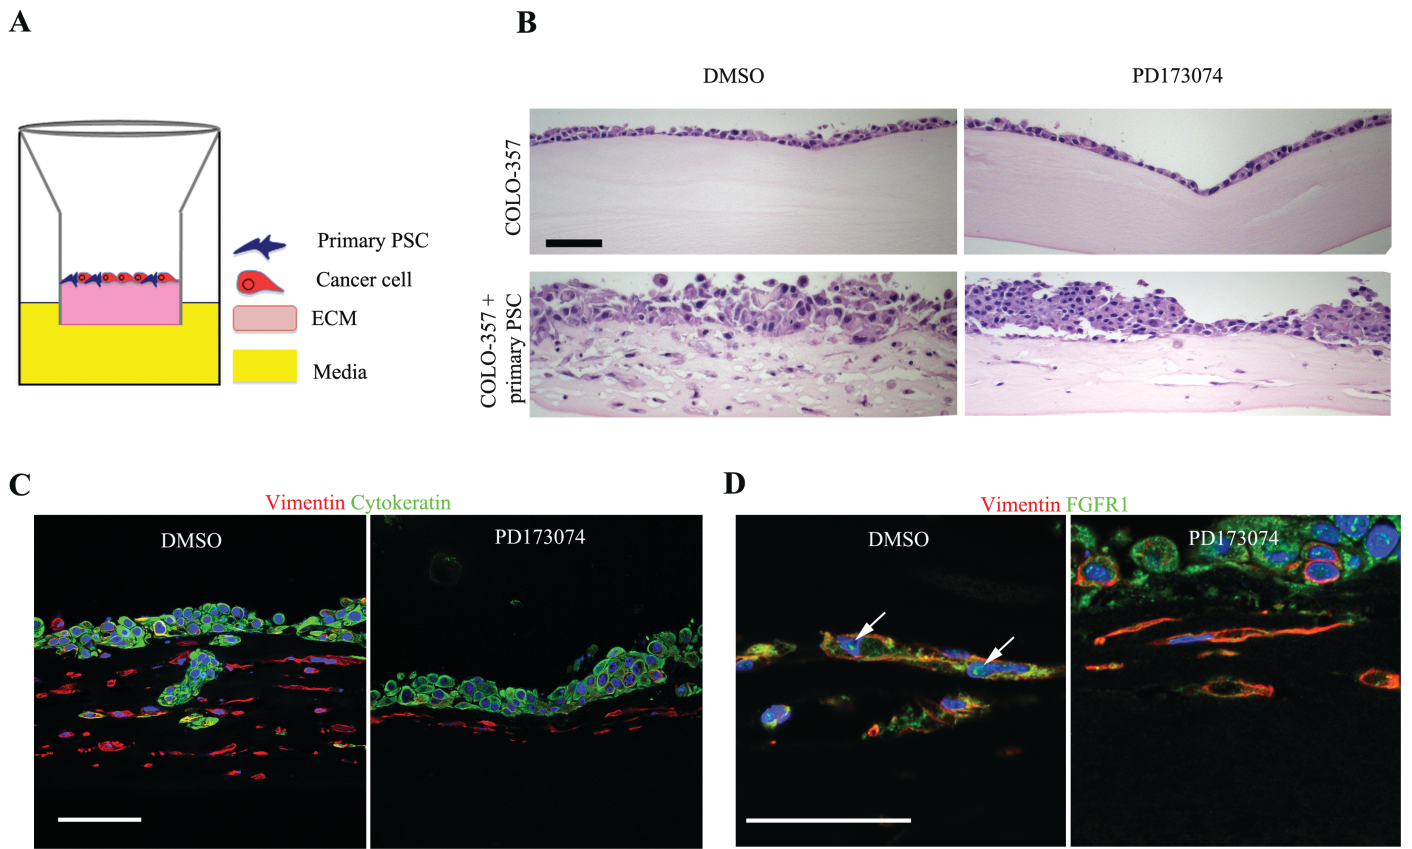 A
Primary PSC
Cancer cell
ECM
Media
B
DMSO
PD173074
COLO-357
COLO-357 +
primary PSC
C
Vimentin Cytokeratin
DMSO
PD173074
D
Vimentin FGFR1
DMSO
PD173074